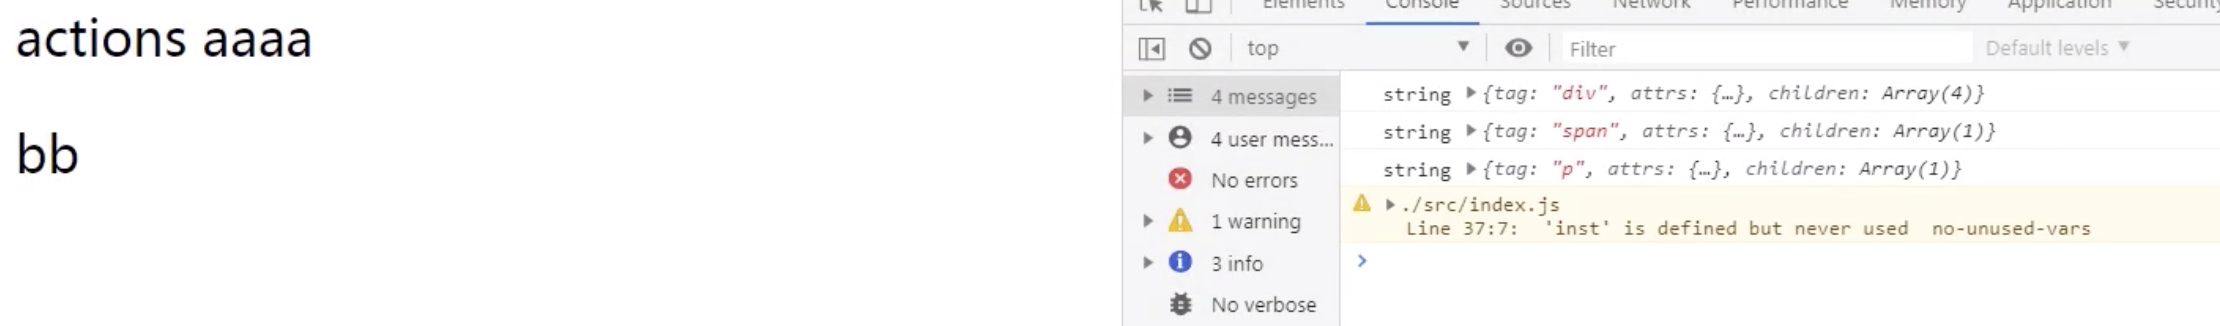 actions aaaa
bb
Elements Console Sources Network Performance Memory Application Security
top Filter Default levels
4 messages
4 user mess...
No errors
1 warning
3 info
No verbose
string {tag: "div", attrs: {…}, children: Array(4)}
string {tag: "span", attrs: {…}, children: Array(1)}
string {tag: "p", attrs: {…}, children: Array(1)}
./src/index.js
Line 37:7: 'inst' is defined but never used no-unused-vars